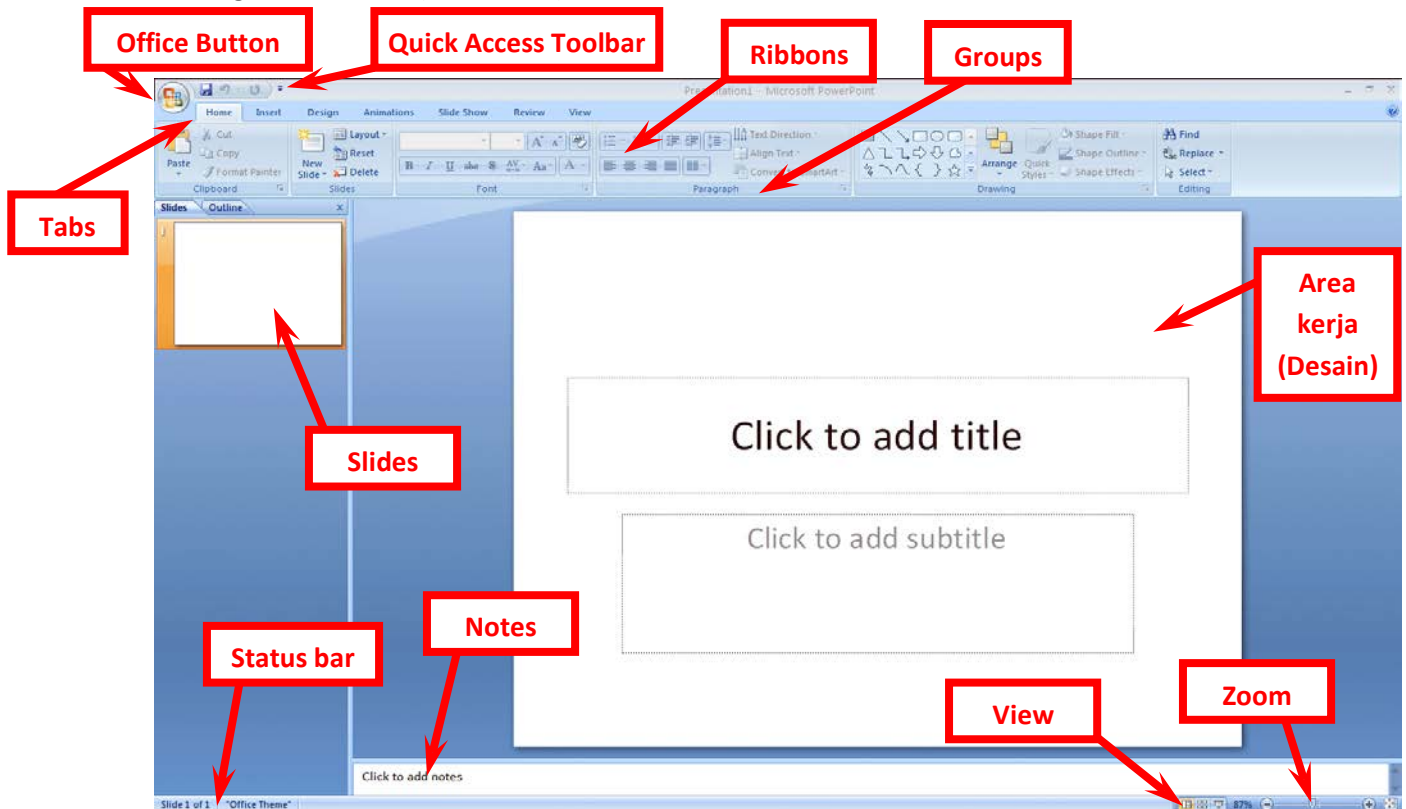 Office Button
Quick Access Toolbar
Ribbons
Groups
Presentation1 - Microsoft PowerPoint
Home Insert Design Animations Slide Show Review View
Cut
Copy
Format Painter
Paste
Clipboard
New
Slide
Layout
Reset
Delete
Slides
B I U abe S AV Aa A
Font
Text Direction
Align Text
Paragraph
Arrange
Quick
Styles
Shape Fill
Shape Outline
Shape Effects
Drawing
Find
Replace
Select
Editing
Tabs
Slides Outline x
1
Area
kerja
(Desain)
Slides
Click to add title
Click to add subtitle
Notes
Status bar
View
Zoom
Click to add notes
Slide 1 of 1 "Office Theme" 87%